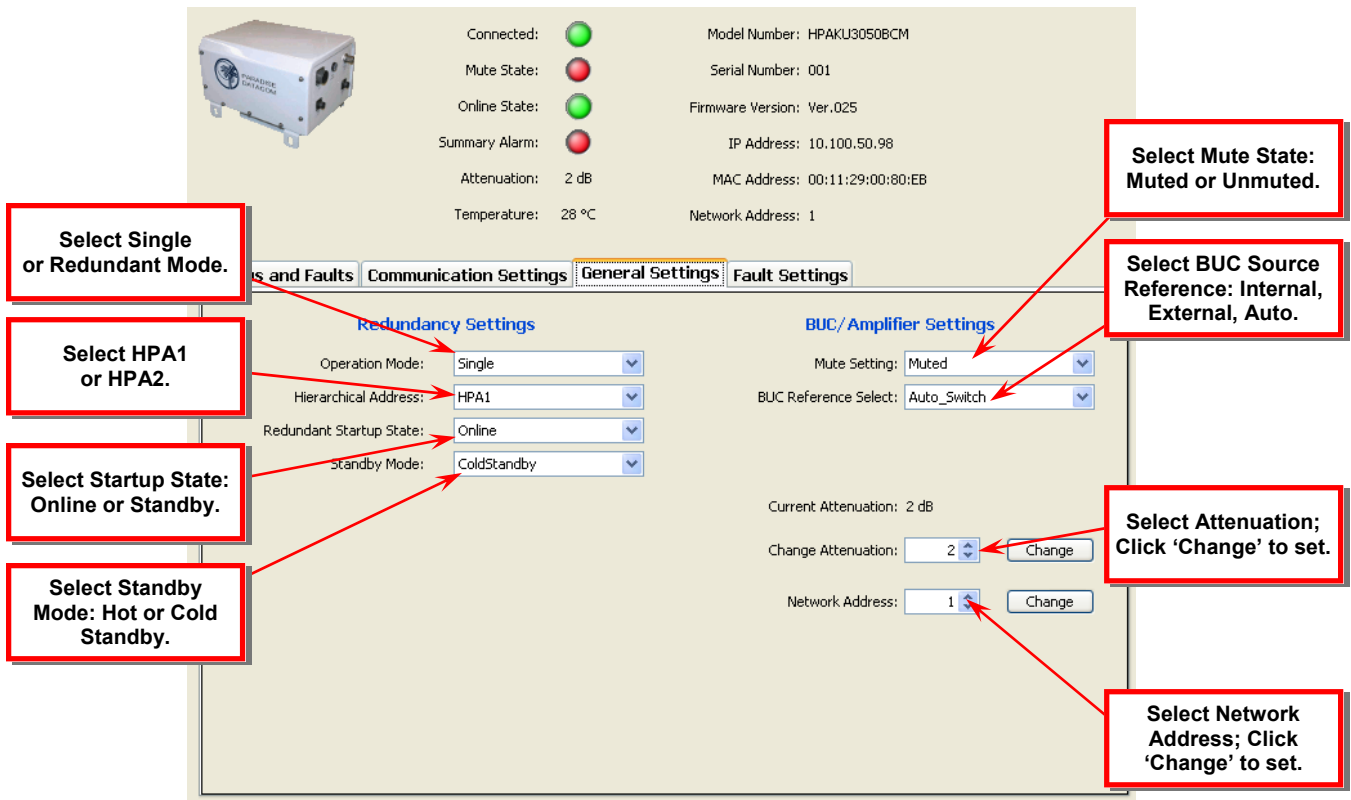 PARADISE
DATACOM
Connected:
Mute State:
Online State:
Summary Alarm:
Attenuation: 2 dB
Temperature: 28 °C
Model Number: HPAKU3050BCM
Serial Number: 001
Firmware Version: Ver.025
IP Address: 10.100.50.98
MAC Address: 00:11:29:00:80:EB
Network Address: 1
s and Faults
Communication Settings
General Settings
Fault Settings
Redundancy Settings
Operation Mode: Single
Hierarchical Address: HPA1
Redundant Startup State: Online
Standby Mode: ColdStandby
BUC/Amplifier Settings
Mute Setting: Muted
BUC Reference Select: Auto_Switch
Current Attenuation: 2 dB
Change Attenuation: 2 Change
Network Address: 1 Change
Select Single
or Redundant Mode.
Select HPA1
or HPA2.
Select Startup State:
Online or Standby.
Select Standby
Mode: Hot or Cold
Standby.
Select Mute State:
Muted or Unmuted.
Select BUC Source
Reference: Internal,
External, Auto.
Select Attenuation;
Click ‘Change’ to set.
Select Network
Address; Click
‘Change’ to set.